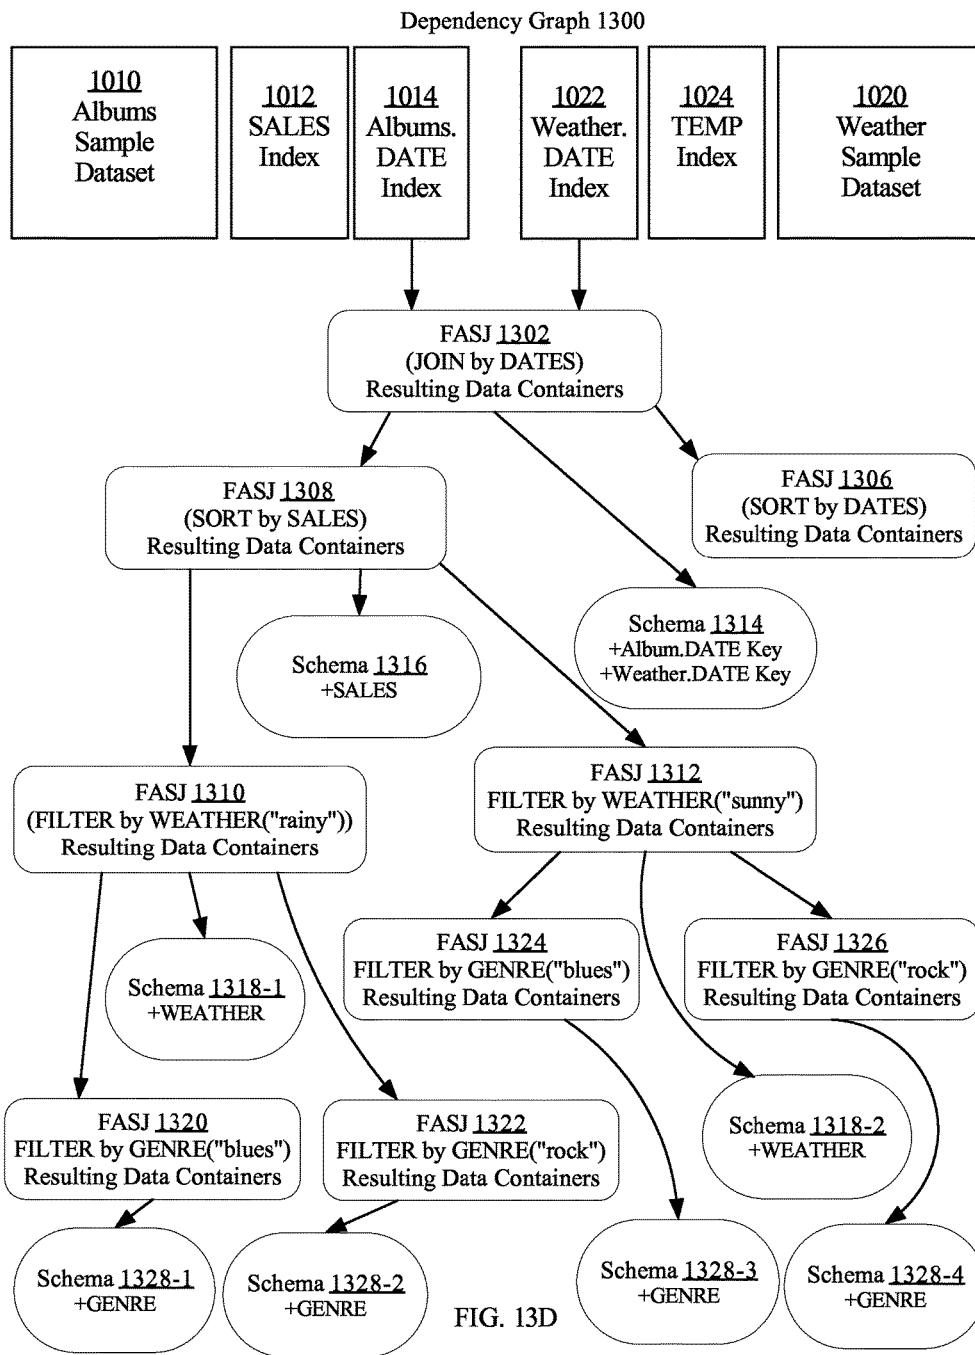 Dependency Graph 1300
1010
Albums
Sample
Dataset
1012
SALES
Index
1014
Albums.
DATE
Index
1022
Weather.
DATE
Index
1024
TEMP
Index
1020
Weather
Sample
Dataset
FASJ 1302
(JOIN by DATES)
Resulting Data Containers
FASJ 1308
(SORT by SALES)
Resulting Data Containers
FASJ 1306
(SORT by DATES)
Resulting Data Containers
Schema 1316
+SALES
Schema 1314
+Album.DATE Key
+Weather.DATE Key
FASJ 1310
(FILTER by WEATHER("rainy"))
Resulting Data Containers
FASJ 1312
FILTER by WEATHER("sunny")
Resulting Data Containers
Schema 1318-1
+WEATHER
FASJ 1324
FILTER by GENRE("blues")
Resulting Data Containers
FASJ 1326
FILTER by GENRE("rock")
Resulting Data Containers
FASJ 1320
FILTER by GENRE("blues")
Resulting Data Containers
FASJ 1322
FILTER by GENRE("rock")
Resulting Data Containers
Schema 1318-2
+WEATHER
Schema 1328-1
+GENRE
Schema 1328-2
+GENRE
Schema 1328-3
+GENRE
Schema 1328-4
+GENRE
FIG. 13D